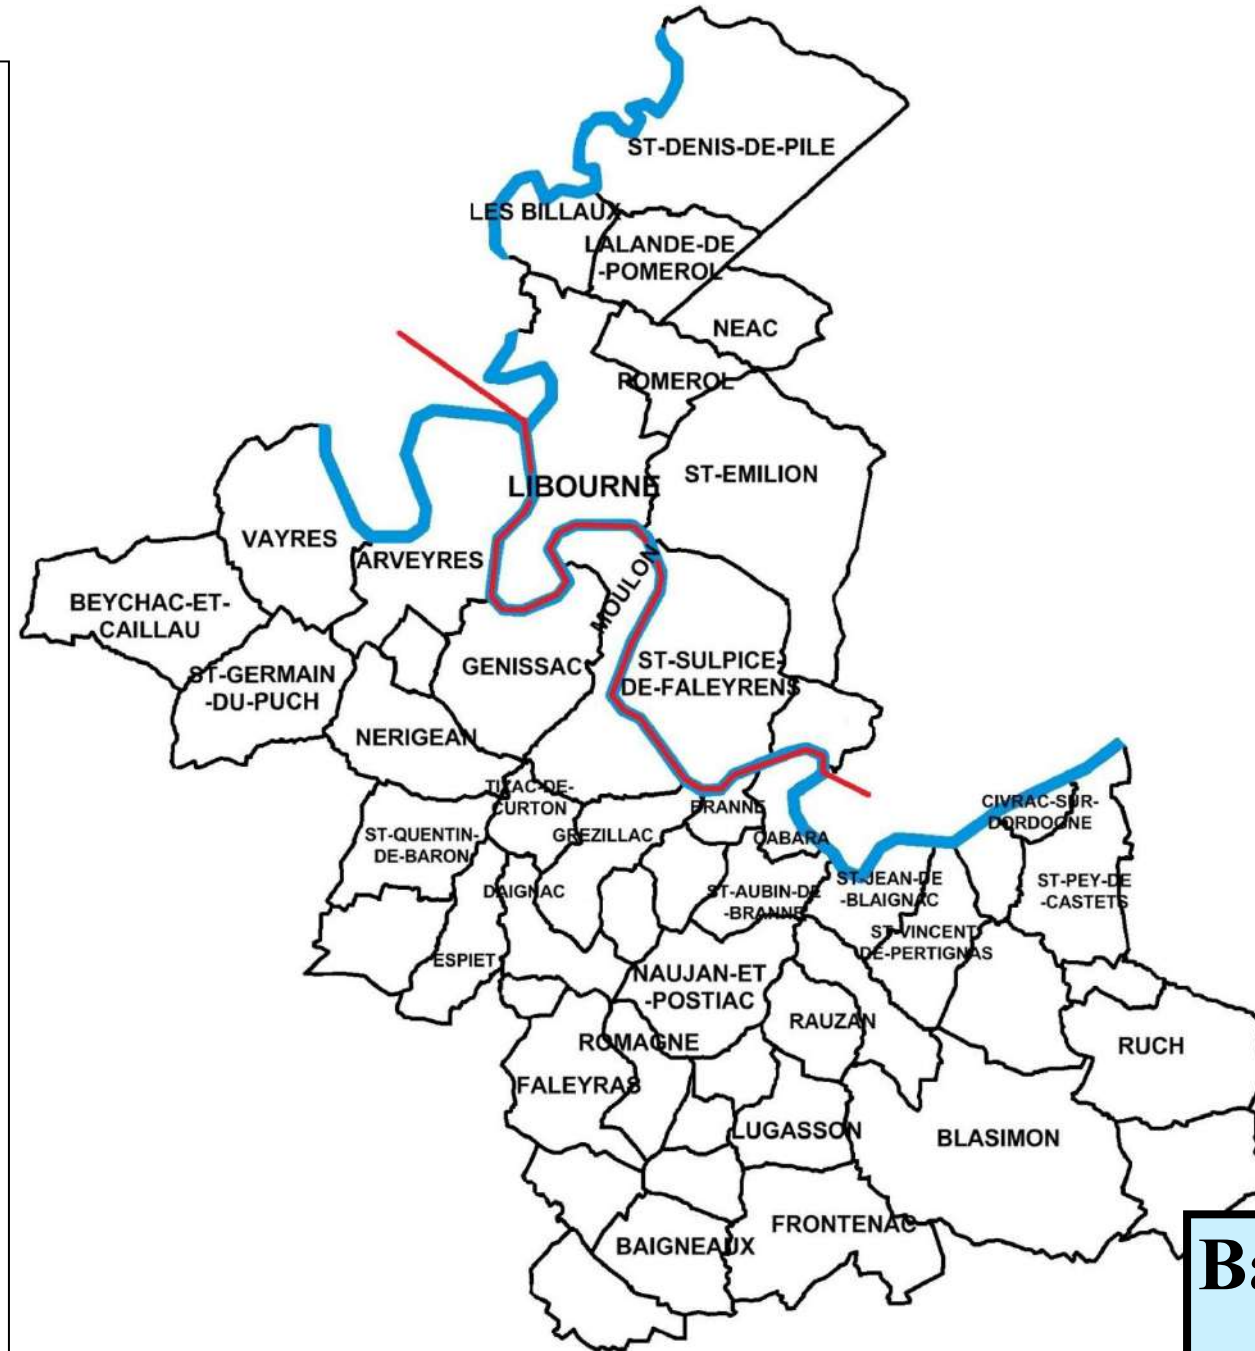 ST-DENIS-DE-PILE
LES BILLAUX
LALANDE-DE
-POMEROL
NEAC
POMEROL
ST-EMILION
LIBOURNE
VAYRES
ARVEYRES
MOULON
BEYCHAC-ET-
CAILLAU
ST-GERMAIN
-DU-PUCH
GENISSAC
ST-SULPICE-
DE-FALEYRENS
NERIGEAN
TIZAC-DE-
CURTON
BRANNE
CIVRAC-SUR-
DORDOGNE
ST-QUENTIN-
DE-BARON
GREZILLAC
CABARA
DAIGNAC
ST-AUBIN-DE
-BRANNE
ST-JEAN-DE
-BLAIGNAC
ST-PEY-DE
-CASTETS
ST-VINCENT
DE-PERTIGNAS
ESPIET
NAUJAN-ET
-POSTIAC
RAUZAN
ROMAGNE
RUCH
FALEYRAS
LUGASSON
BLASIMON
FRONTENAC
BAIGNEAUX